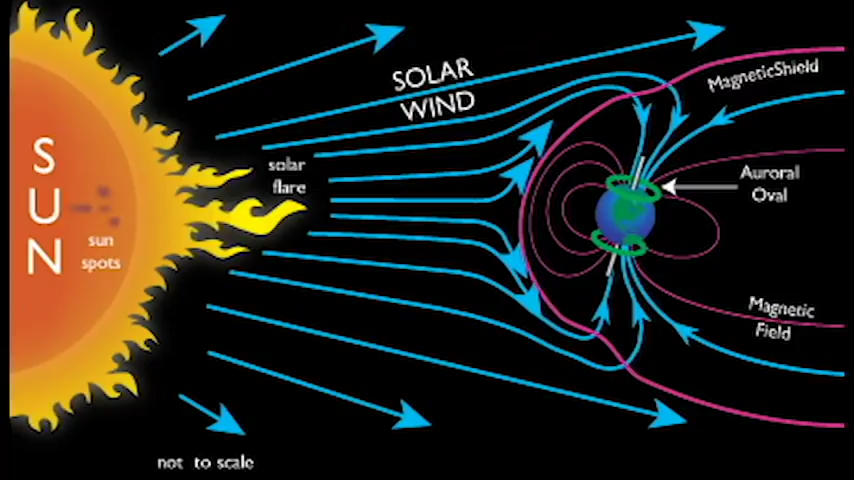 SUN
sun
spots
solar
flare
SOLAR
WIND
MagneticShield
Auroral
Oval
Magnetic
Field
not to scale